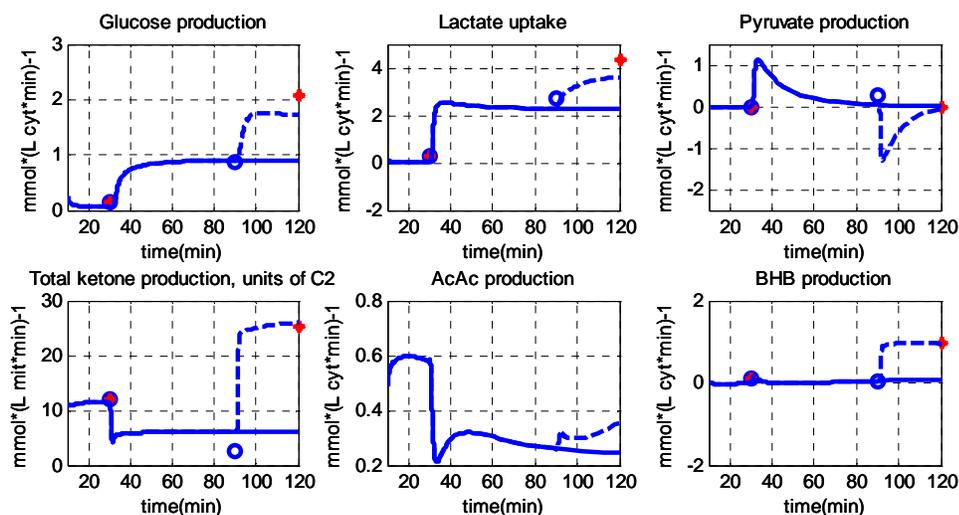 Glucose production
Lactate uptake
Pyruvate production
mmol*(L cyt*min)-1
3
2
1
0
20 40 60 80 100 120
time(min)
mmol*(L cyt*min)-1
4
2
0
-2
20 40 60 80 100 120
time(min)
mmol*(L cyt*min)-1
1
0
-1
-2
20 40 60 80 100 120
time(min)
Total ketone production, units of C2
AcAc production
BHB production
mmol*(L mit*min)-1
30
20
10
0
20 40 60 80 100 120
time(min)
mmol*(L cyt*min)-1
0.8
0.6
0.4
0.2
20 40 60 80 100 120
time(min)
mmol*(L cyt*min)-1
2
0
-2
20 40 60 80 100 120
time(min)